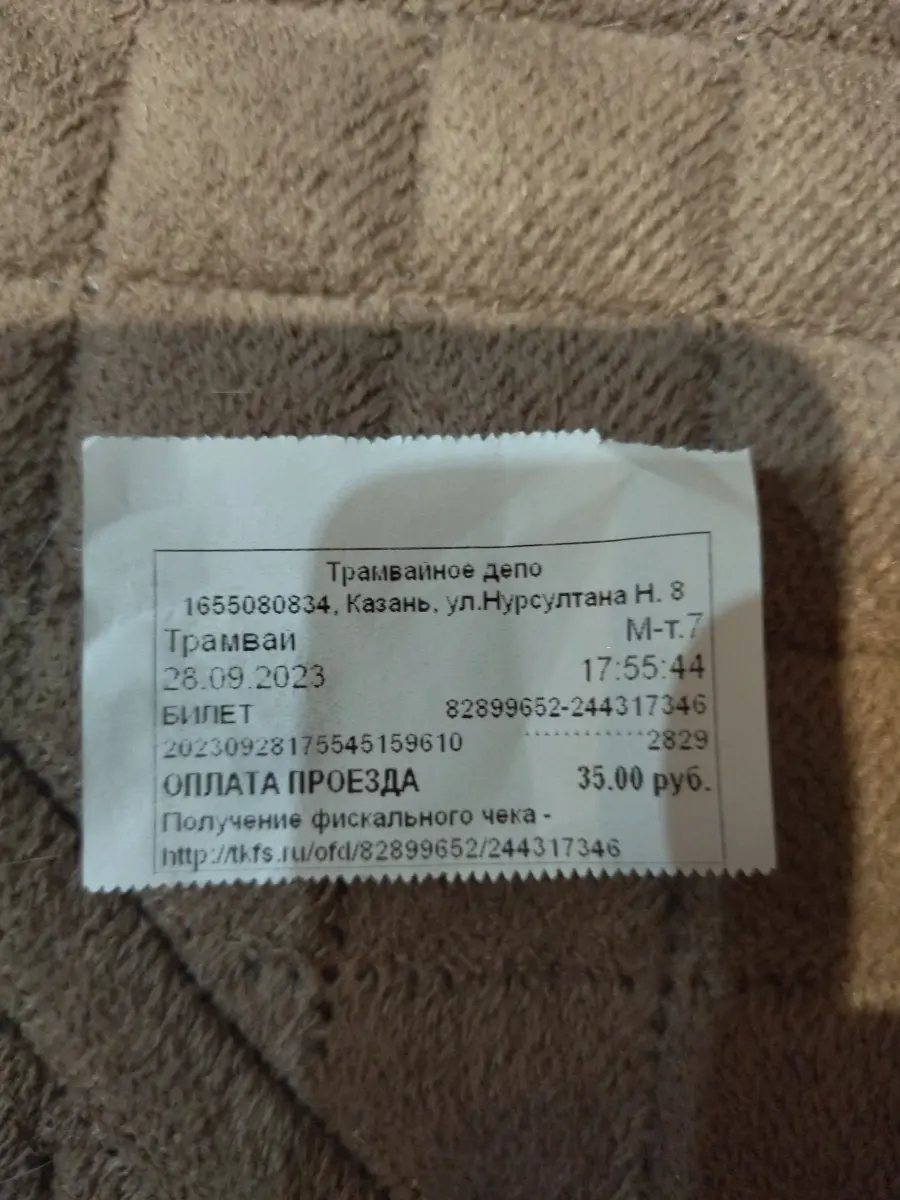 Трамвайное депо
1655080834, Казань, ул.Нурсултана Н. 8
Трамвай М-т.7
28.09.2023 17:55:44
БИЛЕТ 82899652-244317346
20230928175545159610 ············2829
ОПЛАТА ПРОЕЗДА 35.00 руб.
Получение фискального чека -
http://tkfs.ru/ofd/82899652/244317346